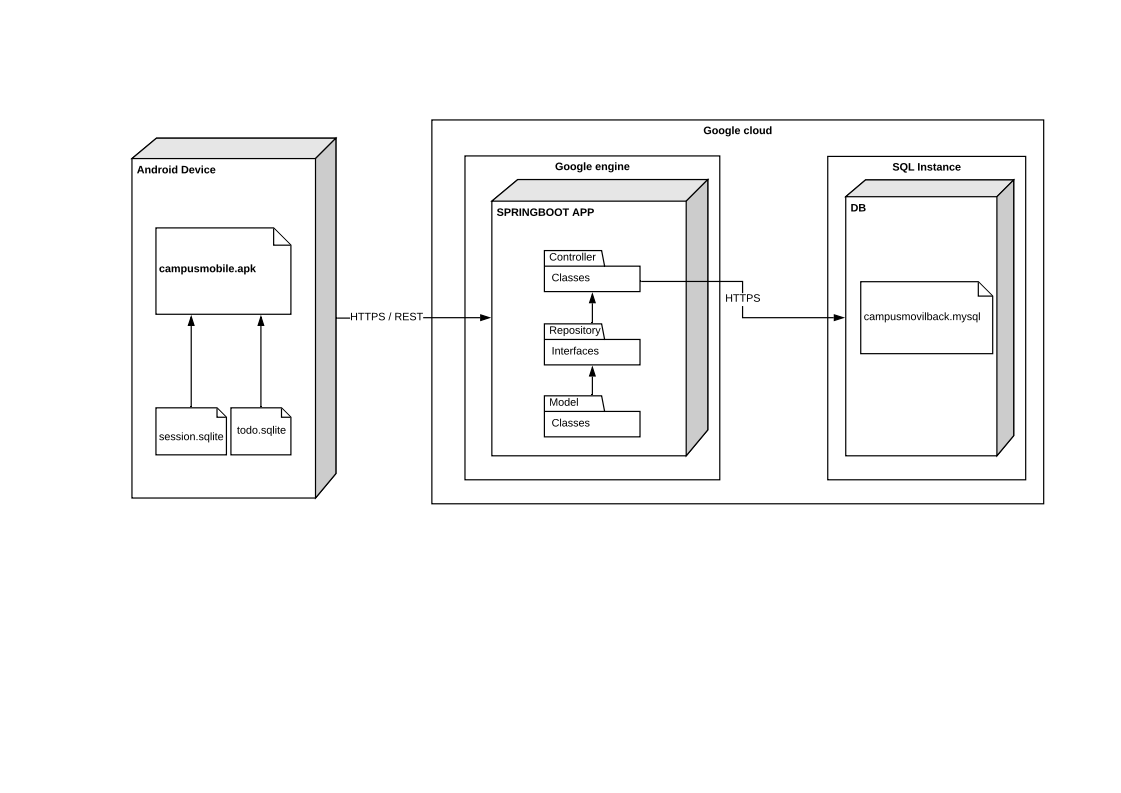 Google cloud
Android Device
Google engine
SQL Instance
SPRINGBOOT APP
DB
campusmobile.apk
Controller
Classes
HTTPS
HTTPS / REST
campusmovilback.mysql
Repository
Interfaces
Model
Classes
session.sqlite
todo.sqlite